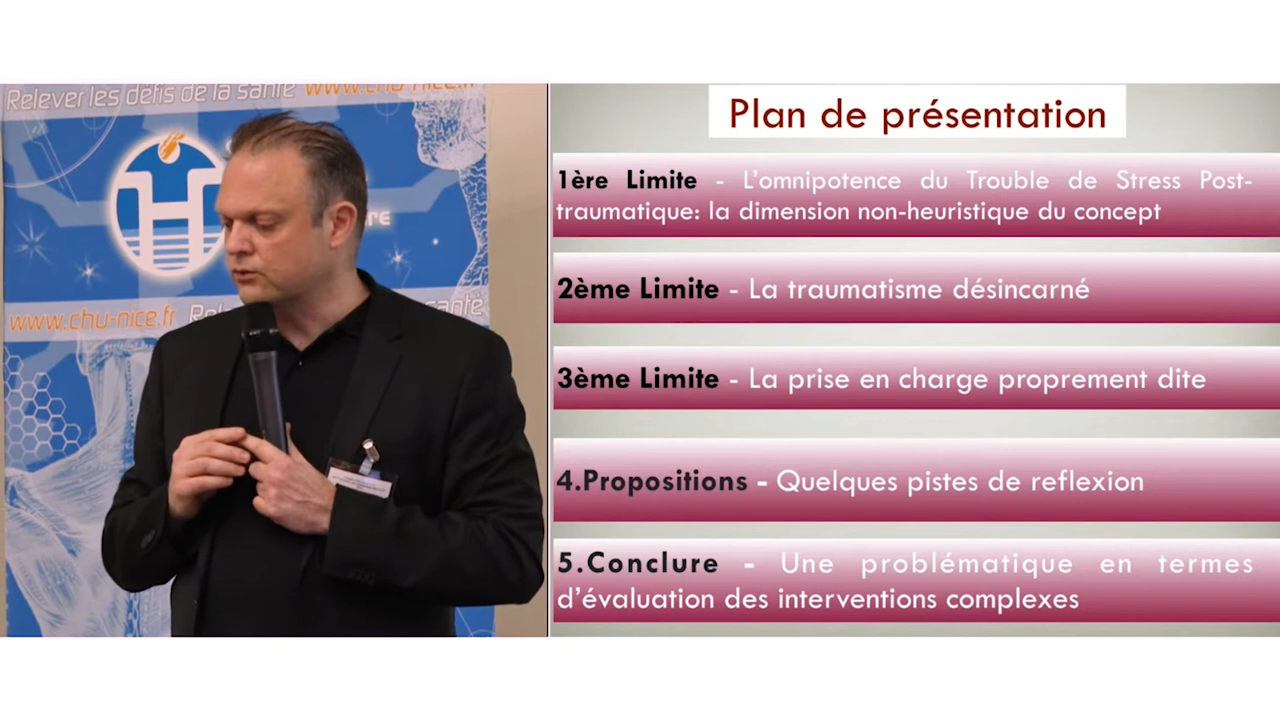 Relever les défis de la santé www.chu-nice.fr
H
www.chu-nice.fr
santé
Plan de présentation
1ère Limite - L'omnipotence du Trouble de Stress Post-
traumatique: la dimension non-heuristique du concept
2ème Limite - La traumatisme désincarné
3ème Limite - La prise en charge proprement dite
4.Propositions - Quelques pistes de reflexion
5.Conclure - Une problématique en termes
d'évaluation des interventions complexes